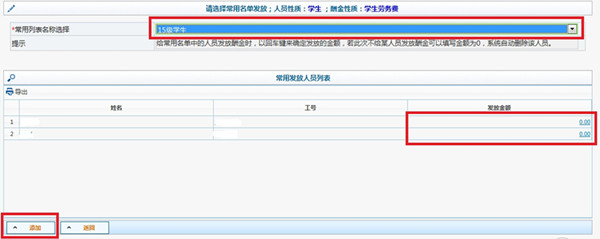 请选择常用名单发放；人员性质：学生 ；酬金性质：学生劳务费
*常用列表名称选择 15级学牛
提示 给常用名单中的人员发放酬金时，以回车键来确定发放的金额，若此次不给某人员发放酬金可以填写金额为0，系统自动删除该人员。
常用发放人员列表
导出
姓名 工号 发放金额
1 0.00
2 0.00
添加 返回